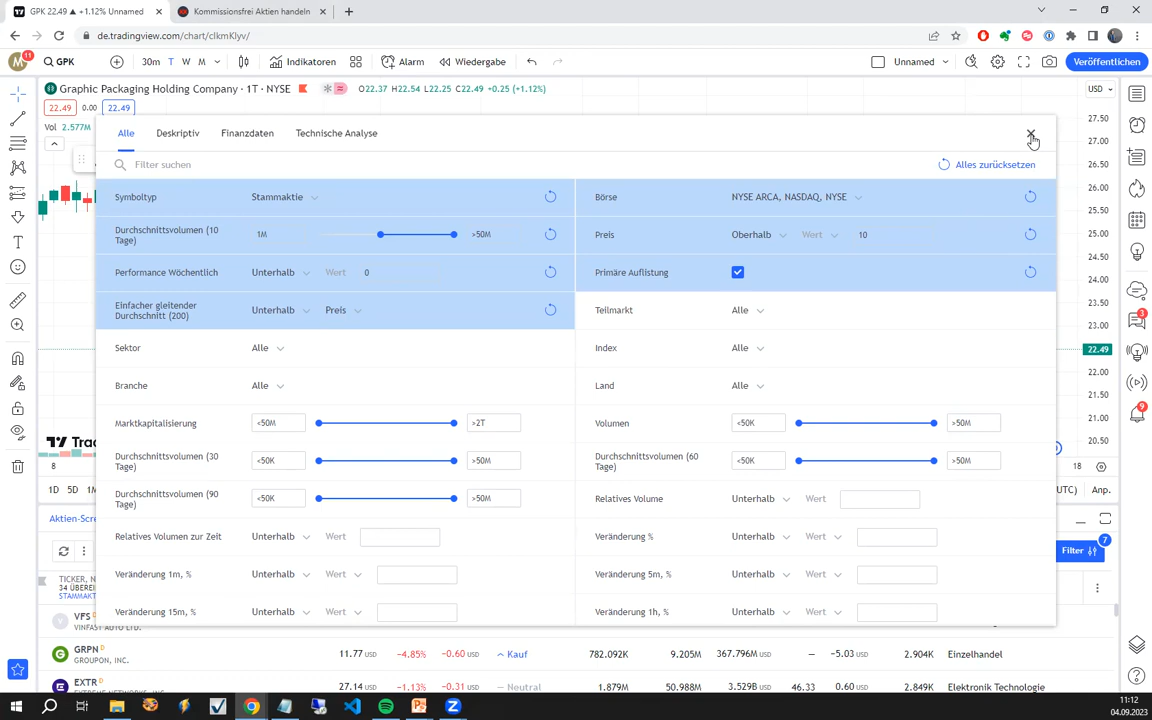 GPK 22.49 ▲ +1.12% Unnamed
Kommissionsfrei Aktien handeln
de.tradingview.com/chart/clkmKlyv/
M 11
GPK
30m T W M
Indikatoren
Alarm
Wiedergabe
Unnamed
Veröffentlichen
Graphic Packaging Holding Company · 1T · NYSE
O22.37 H22.54 L22.25 C22.49 +0.25 (+1.12%)
USD
22.49 0.00 22.49
Vol 2.577M
27.50
27.00
26.50
26.00
25.50
25.00
24.50
24.00
23.50
23.00
22.49
22.00
21.50
21.00
20.50
Alle
Deskriptiv
Finanzdaten
Technische Analyse
Filter suchen
Alles zurücksetzen
Symboltyp
Stammaktie
Börse
NYSE ARCA, NASDAQ, NYSE
Durchschnittsvolumen (10
Tage)
1M
>50M
Preis
Oberhalb
Wert
10
Performance Wöchentlich
Unterhalb
Wert
0
Primäre Auflistung
Einfacher gleitender
Durchschnitt (200)
Unterhalb
Preis
Teilmarkt
Alle
Sektor
Alle
Index
Alle
Branche
Alle
Land
Alle
Marktkapitalisierung
<50M
>2T
Volumen
<50K
>50M
Durchschnittsvolumen (30
Tage)
<50K
>50M
Durchschnittsvolumen (60
Tage)
<50K
>50M
Durchschnittsvolumen (90
Tage)
<50K
>50M
Relatives Volume
Unterhalb
Wert
Relatives Volumen zur Zeit
Unterhalb
Wert
Veränderung %
Unterhalb
Wert
Veränderung 1m, %
Unterhalb
Wert
Veränderung 5m, %
Unterhalb
Wert
Veränderung 15m, %
Unterhalb
Wert
Veränderung 1h, %
Unterhalb
Wert
8
18
5D 1D
(UTC)
Anp.
Filter
7
3
9
VFS D
VINFAST AUTO LTD.
GRPN D
GROUPON, INC.
11.77 USD
−4.85%
−0.60 USD
Kauf
782.092K
9.205M
367.796M USD
—
−5.03 USD
2.904K
Einzelhandel
EXTR D
27.14 USD
−1.13%
−0.31 USD
Neutral
1.879M
50.988M
3.529B USD
46.33
0.60 USD
2.849K
Elektronik Technologie
11:12
04.09.2023